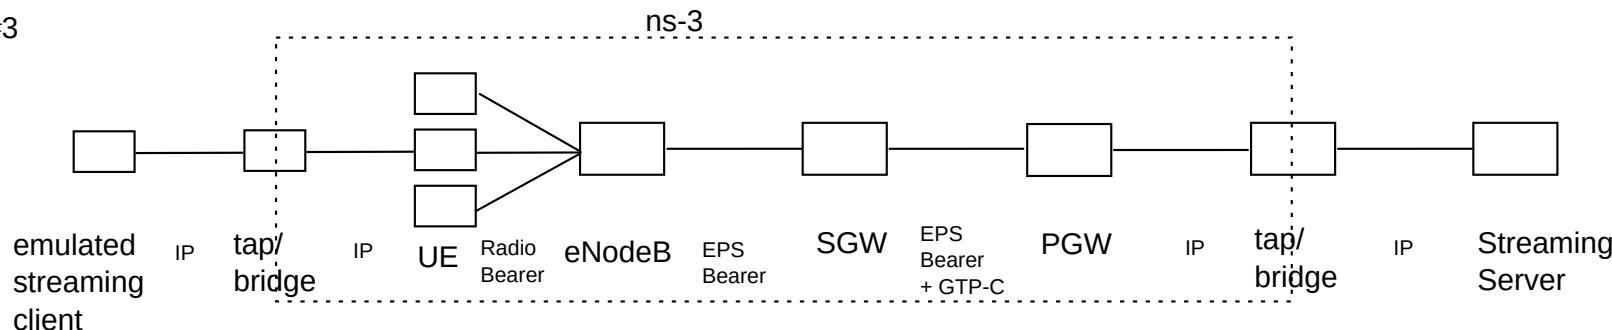 #3
ns-3
emulated
streaming
client
IP
tap/
bridge
IP
UE
Radio
Bearer
eNodeB
EPS
Bearer
SGW
EPS
Bearer
+ GTP-C
PGW
IP
tap/
bridge
IP
Streaming
Server